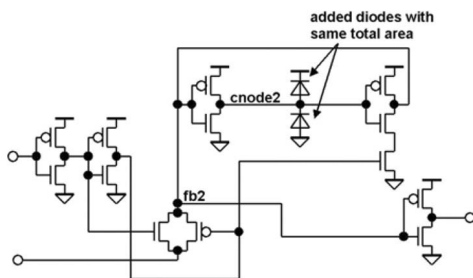 added diodes with
same total area
cnode2
fb2